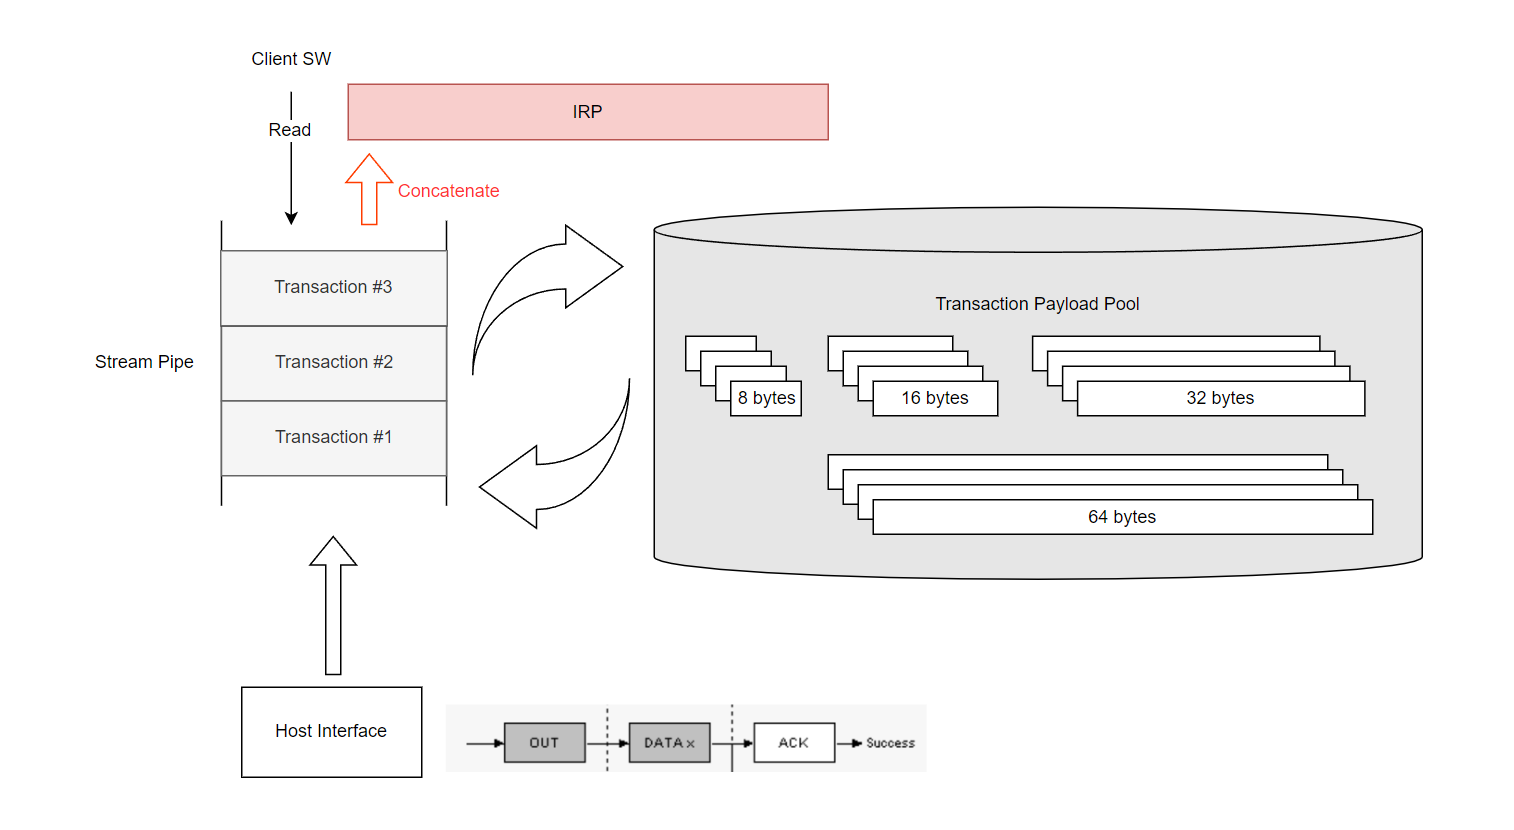 Client SW
IRP
Read
Concatenate
Transaction #3
Transaction Payload Pool
Stream Pipe
Transaction #2
8 bytes
16 bytes
32 bytes
Transaction #1
64 bytes
Host Interface
OUT
DATAx
ACK
Success